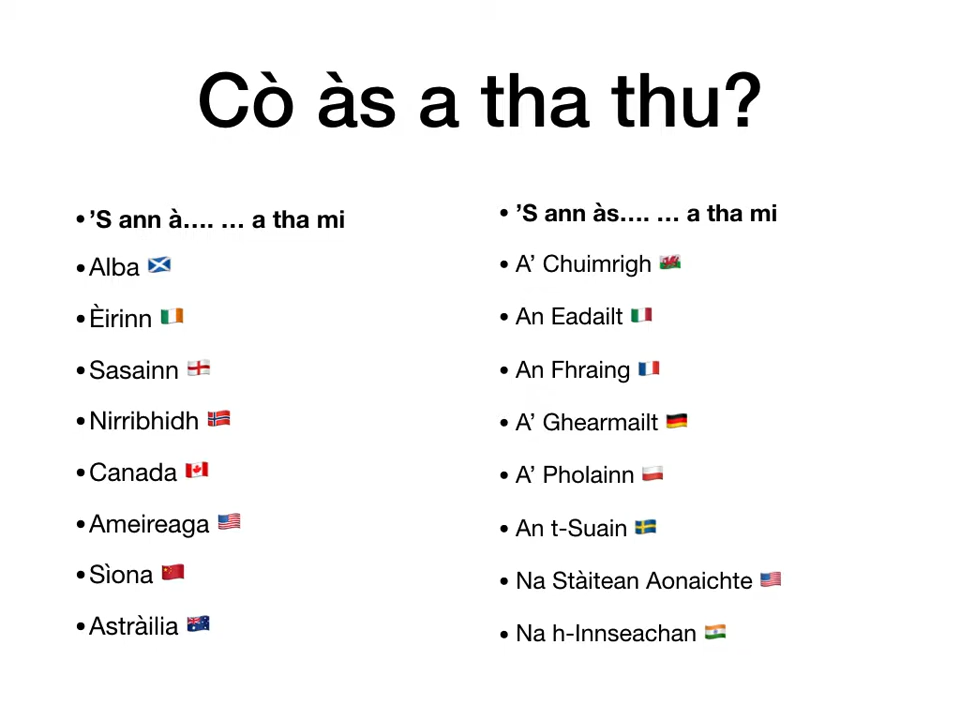 Cò às a tha thu?
•’S ann à…. … a tha mi
•Alba 🏴󠁧󠁢󠁳󠁣󠁴󠁿
•Èirinn 🇮🇪
•Sasainn 🏴󠁧󠁢󠁥󠁮󠁧󠁿
•Nirribhidh 🇳🇴
•Canada 🇨🇦
•Ameireaga 🇺🇸
•Sìona 🇨🇳
•Astràilia 🇦🇺
• ’S ann às…. … a tha mi
• A’ Chuimrigh 🏴󠁧󠁢󠁷󠁬󠁳󠁿
• An Eadailt 🇮🇹
• An Fhraing 🇫🇷
• A’ Ghearmailt 🇩🇪
• A’ Pholainn 🇵🇱
• An t-Suain 🇸🇪
• Na Stàitean Aonaichte 🇺🇸
• Na h-Innseachan 🇮🇳